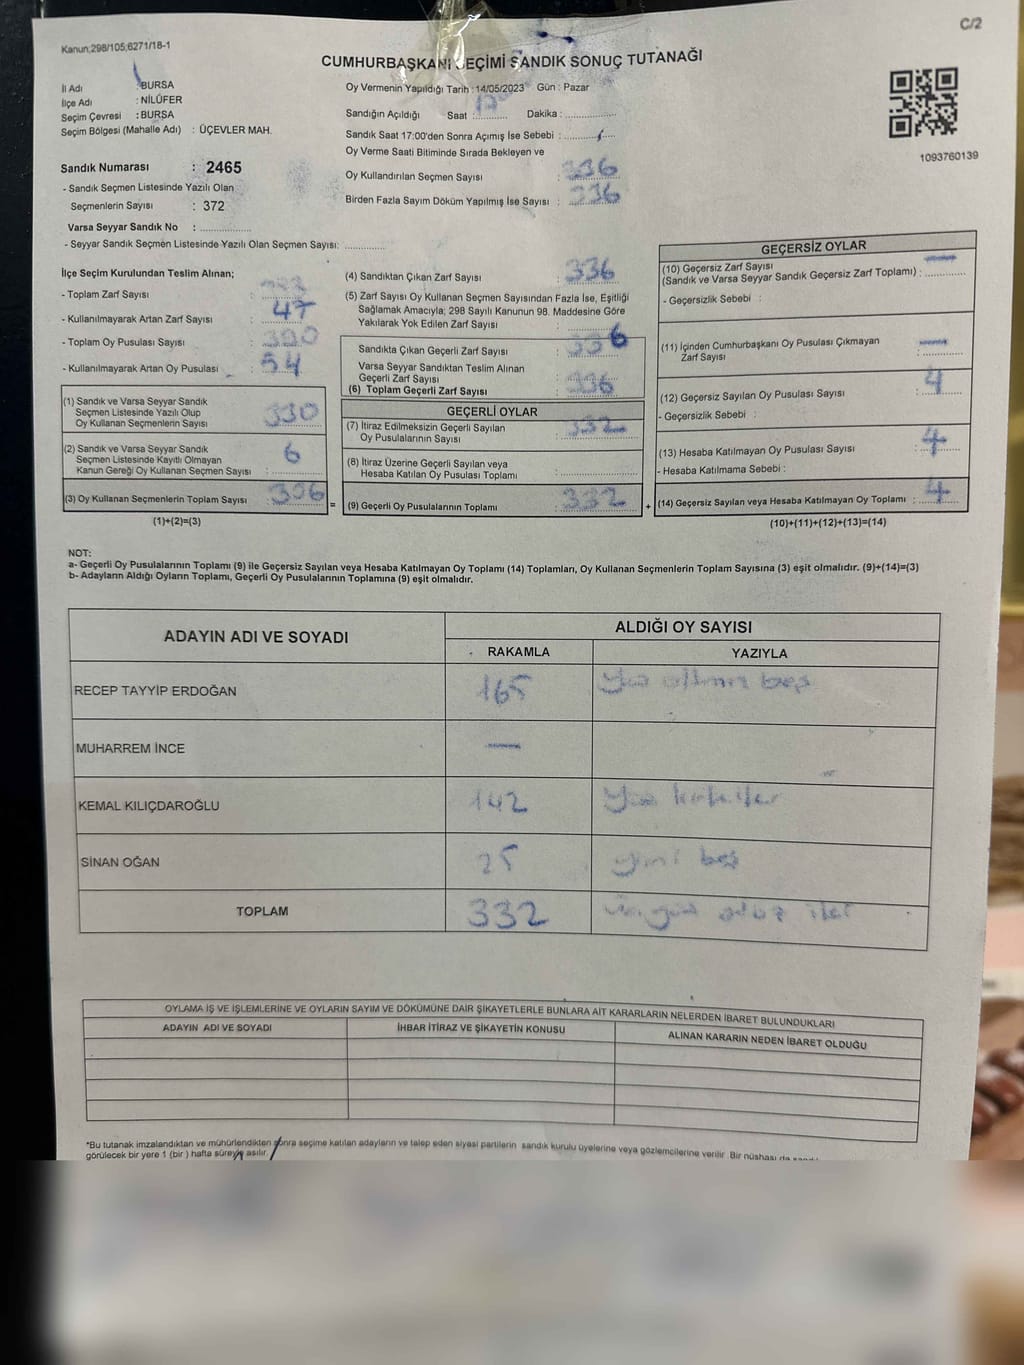 C/2
Kanun;298/105;6271/18-1
CUMHURBAŞKANI SEÇİMİ SANDIK SONUÇ TUTANAĞI
İl Adı : BURSA
İlçe Adı : NİLÜFER
Seçim Çevresi : BURSA
Seçim Bölgesi (Mahalle Adı) : ÜÇEVLER MAH.
Sandık Numarası : 2465
- Sandık Seçmen Listesinde Yazılı Olan
Seçmenlerin Sayısı : 372
Varsa Seyyar Sandık No :
- Seyyar Sandık Seçmen Listesinde Yazılı Olan Seçmen Sayısı:
Oy Vermenin Yapıldığı Tarih : 14/05/2023 Gün : Pazar
Sandığın Açıldığı Saat : Dakika :
Sandık Saat 17:00'den Sonra Açımış İse Sebebi :
Oy Verme Saati Bitiminde Sırada Bekleyen ve
Oy Kullandırılan Seçmen Sayısı : 336
Birden Fazla Sayım Döküm Yapılmış İse Sayısı : 336
1093760139
İlçe Seçim Kurulundan Teslim Alınan;
- Toplam Zarf Sayısı :
- Kullanılmayarak Artan Zarf Sayısı : 47
- Toplam Oy Pusulası Sayısı :
- Kullanılmayarak Artan Oy Pusulası : 54
(1) Sandık ve Varsa Seyyar Sandık
Seçmen Listesinde Yazılı Olup
Oy Kullanan Seçmenlerin Sayısı : 330
(2) Sandık ve Varsa Seyyar Sandık
Seçmen Listesinde Kayıtlı Olmayan
Kanun Gereği Oy Kullanan Seçmen Sayısı : 6
(3) Oy Kullanan Seçmenlerin Toplam Sayısı :
(1)+(2)=(3)
=
(4) Sandıktan Çıkan Zarf Sayısı : 336
(5) Zarf Sayısı Oy Kullanan Seçmen Sayısından Fazla İse, Eşitliği
Sağlamak Amacıyla; 298 Sayılı Kanunun 98. Maddesine Göre
Yakılarak Yok Edilen Zarf Sayısı :
Sandıkta Çıkan Geçerli Zarf Sayısı : 336
Varsa Seyyar Sandıktan Teslim Alınan
Geçerli Zarf Sayısı :
(6) Toplam Geçerli Zarf Sayısı : 336
GEÇERLİ OYLAR
(7) İtiraz Edilmeksizin Geçerli Sayılan
Oy Pusulalarının Sayısı : 332
(8) İtiraz Üzerine Geçerli Sayılan veya
Hesaba Katılan Oy Pusulası Toplamı :
(9) Geçerli Oy Pusulalarının Toplamı : 332
+
GEÇERSİZ OYLAR
(10) Geçersiz Zarf Sayısı
(Sandık ve Varsa Seyyar Sandık Geçersiz Zarf Toplamı) : —
- Geçersizlik Sebebi :
(11) İçinden Cumhurbaşkanı Oy Pusulası Çıkmayan
Zarf Sayısı : —
(12) Geçersiz Sayılan Oy Pusulası Sayısı : 4
- Geçersizlik Sebebi :
(13) Hesaba Katılmayan Oy Pusulası Sayısı : 4
- Hesaba Katılmama Sebebi :
(14) Geçersiz Sayılan veya Hesaba Katılmayan Oy Toplamı : 4
(10)+(11)+(12)+(13)=(14)
NOT:
a- Geçerli Oy Pusulalarının Toplamı (9) ile Geçersiz Sayılan veya Hesaba Katılmayan Oy Toplamı (14) Toplamları, Oy Kullanan Seçmenlerin Toplam Sayısına (3) eşit olmalıdır. (9)+(14)=(3)
b- Adayların Aldığı Oyların Toplamı, Geçerli Oy Pusulalarının Toplamına (9) eşit olmalıdır.
ADAYIN ADI VE SOYADI ALDIĞI OY SAYISI
RAKAMLA YAZIYLA
RECEP TAYYİP ERDOĞAN 165 Yüz altmış beş
MUHARREM İNCE —
KEMAL KILIÇDAROĞLU 142 Yüz kırk iki
SİNAN OĞAN 25 yirmi beş
TOPLAM 332 üç yüz otuz iki
OYLAMA İŞ VE İŞLEMLERİNE VE OYLARIN SAYIM VE DÖKÜMÜNE DAİR ŞİKAYETLERLE BUNLARA AİT KARARLARIN NELERDEN İBARET BULUNDUKLARI
ADAYIN ADI VE SOYADI İHBAR İTİRAZ VE ŞİKAYETİN KONUSU ALINAN KARARIN NEDEN İBARET OLDUĞU
*Bu tutanak imzalandıktan ve mühürlendikten sonra seçime katılan adayların ve talep eden siyasi partilerin sandık kurulu üyelerine veya gözlemcilerine verilir. Bir nüshası da
görülecek bir yere 1 (bir ) hafta süreyle asılır.